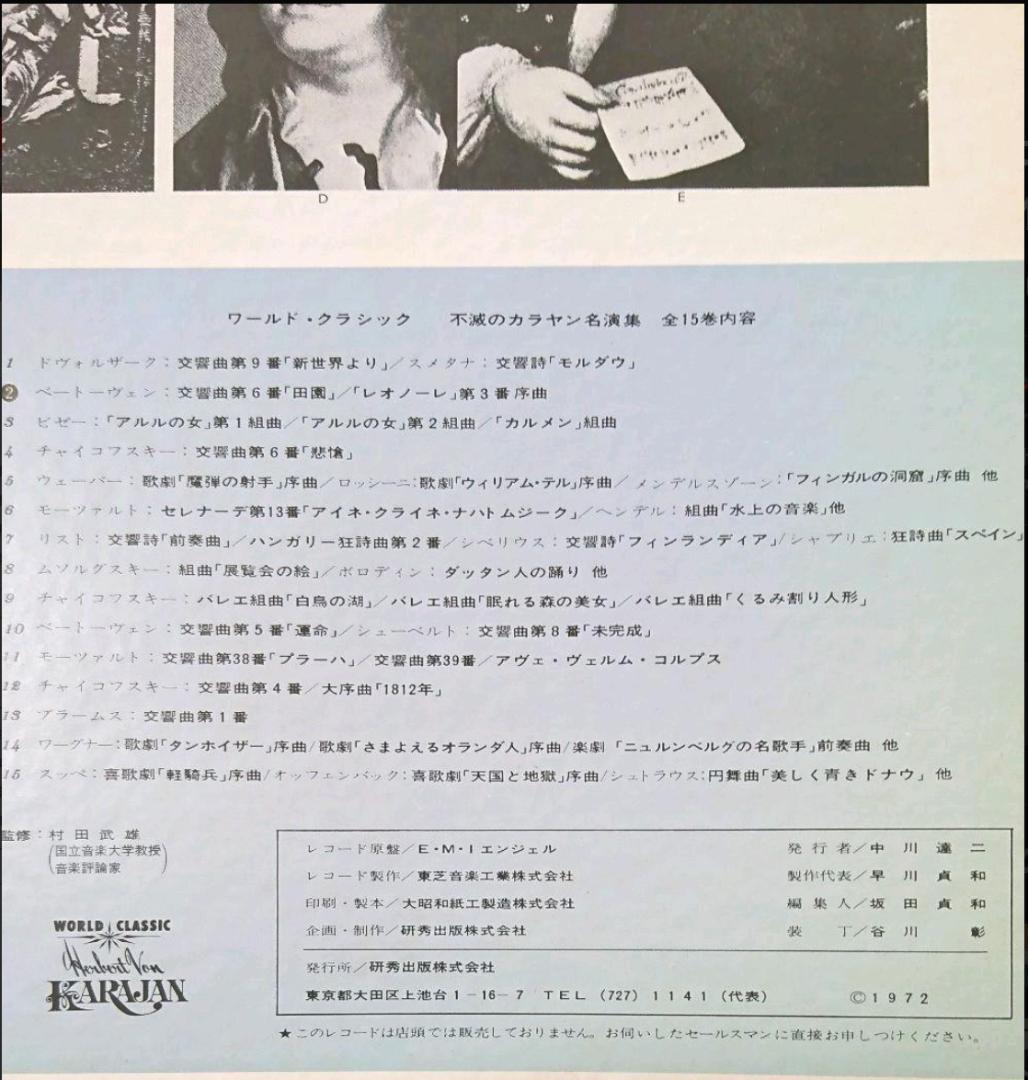 D
E
ワールド・クラシック 不滅のカラヤン名演集 全15巻内容
1 ドヴォルザーク：交響曲第9番「新世界より」／スメタナ：交響詩「モルダウ」
2 ベートーヴェン：交響曲第6番「田園」／「レオノーレ」第3番序曲
3 ビゼー：「アルルの女」第1組曲／「アルルの女」第2組曲／「カルメン」組曲
4 チャイコフスキー：交響曲第6番「悲愴」
5 ウェーバー：歌劇「魔弾の射手」序曲／ロッシーニ：歌劇「ウィリアム・テル」序曲／メンデルスゾーン：「フィンガルの洞窟」序曲 他
6 モーツァルト：セレナーデ第13番「アイネ・クライネ・ナハトムジーク」／ヘンデル：組曲「水上の音楽」他
7 リスト：交響詩「前奏曲」／ハンガリー狂詩曲第2番／シベリウス：交響詩「フィンランディア」／シャブリエ：狂詩曲「スペイン」
8 ムソルグスキー：組曲「展覧会の絵」／ボロディン：ダッタン人の踊り 他
9 チャイコフスキー：バレエ組曲「白鳥の湖」／バレエ組曲「眠れる森の美女」／バレエ組曲「くるみ割り人形」
10 ベートーヴェン：交響曲第5番「運命」／シューベルト：交響曲第8番「未完成」
11 モーツァルト：交響曲第38番「プラーハ」／交響曲第39番／アヴェ・ヴェルム・コルプス
12 チャイコフスキー：交響曲第4番／大序曲「1812年」
13 ブラームス：交響曲第1番
14 ワーグナー：歌劇「タンホイザー」序曲／歌劇「さまよえるオランダ人」序曲／楽劇「ニュルンベルグの名歌手」前奏曲 他
15 スッペ：喜歌劇「軽騎兵」序曲／オッフェンバック：喜歌劇「天国と地獄」序曲／シュトラウス：円舞曲「美しく青きドナウ」他
監修：村田武雄
（国立音楽大学教授
音楽評論家）
WORLD CLASSIC
Herbert Von
KARAJAN
レコード原盤／E・M・Iエンジェル 発行者／中川達二
レコード製作／東芝音楽工業株式会社 製作代表／早川貞和
印刷・製本／大昭和紙工製造株式会社 編集人／坂田貞和
企画・制作／研秀出版株式会社 装丁／谷川彰
発行所／研秀出版株式会社
東京都大田区上池台1-16-7 TEL (727) 1141 (代表) ©1972
★このレコードは店頭では販売しておりません。お伺いしたセールスマンに直接お申しつけください。